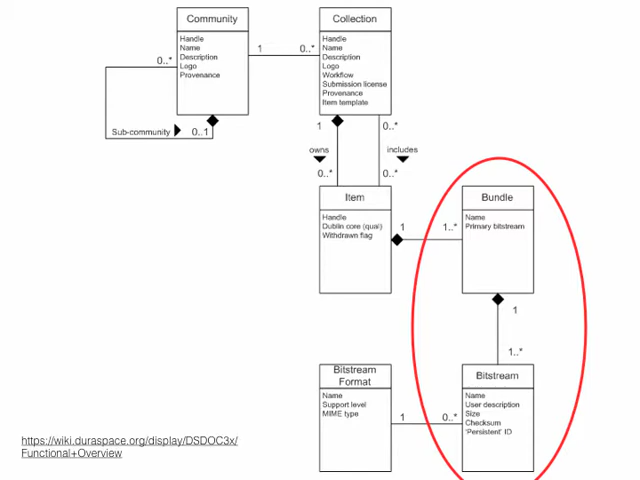 Community
Handle
Name
Description
Logo
Provenance
0..*
Sub-community
0..1
1
0..*
Collection
Handle
Name
Description
Logo
Workflow
Submission license
Provenance
Item template
1
0..*
owns
includes
0..*
0..*
Item
Handle
Dublin core (qual)
Withdrawn flag
1
1..*
Bundle
Name
Primary bitstream
1
1..*
Bitstream
Format
Name
Support level
MIME type
1
0..*
Bitstream
Name
User description
Size
Checksum
'Persistent' ID
https://wiki.duraspace.org/display/DSDOC3x/
Functional+Overview